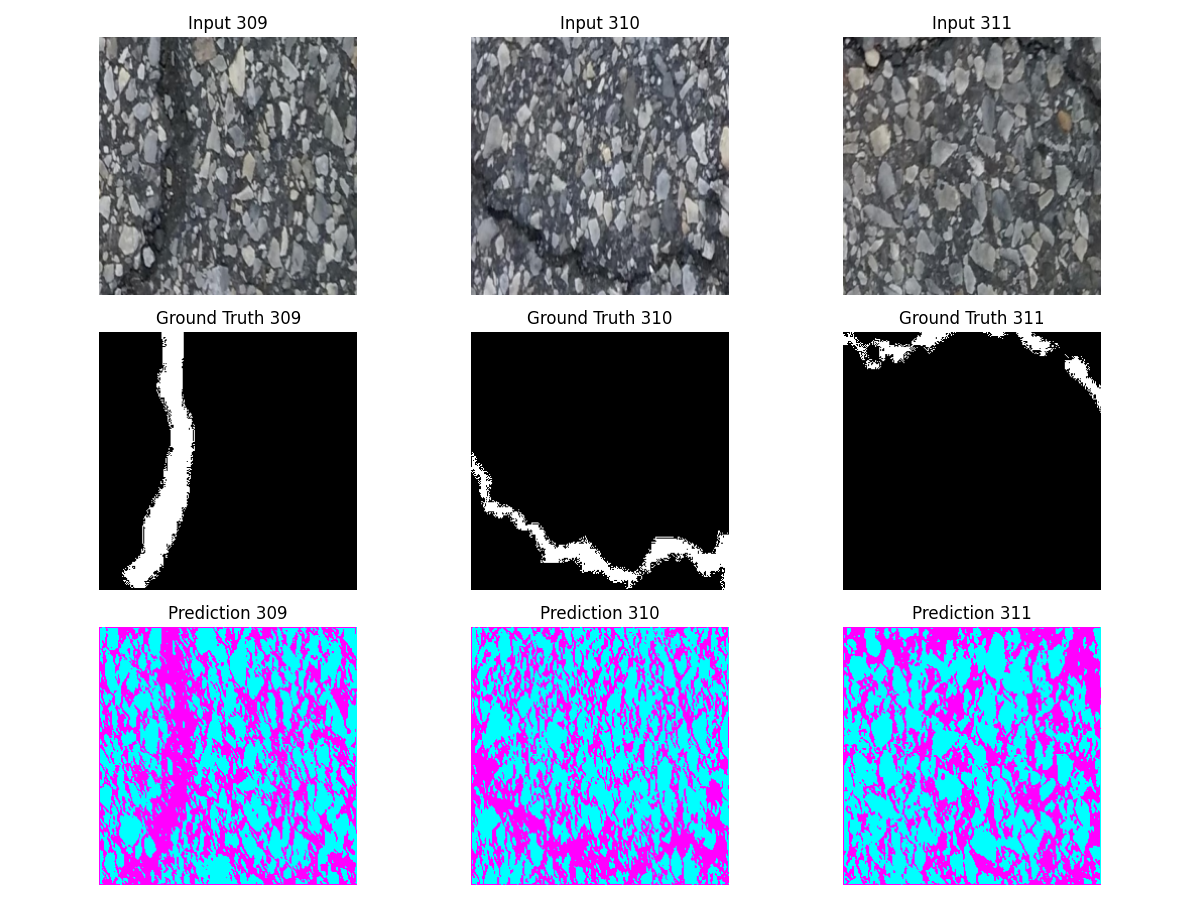 Input 309
Input 310
Input 311
Ground Truth 309
Ground Truth 310
Ground Truth 311
Prediction 309
Prediction 310
Prediction 311